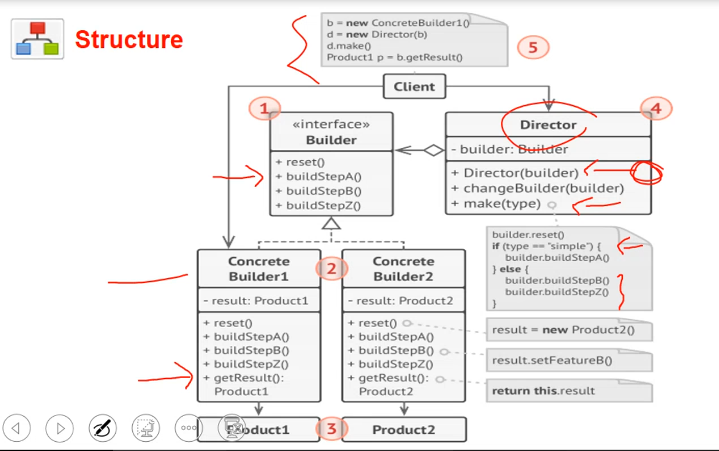 Structure
b = new ConcreteBuilder1()
d = new Director(b)
d.make()
Product1 p = b.getResult()
5
Client
1
«interface»
Builder
+ reset()
+ buildStepA()
+ buildStepB()
+ buildStepZ()
4
Director
- builder: Builder
+ Director(builder)
+ changeBuilder(builder)
+ make(type)
builder.reset()
if (type == "simple") {
builder.buildStepA()
} else {
builder.buildStepB()
builder.buildStepZ()
}
2
Concrete
Builder1
- result: Product1
+ reset()
+ buildStepA()
+ buildStepB()
+ buildStepZ()
+ getResult():
Product1
Concrete
Builder2
- result: Product2
+ reset()
+ buildStepA()
+ buildStepB()
+ buildStepZ()
+ getResult():
Product2
result = new Product2()
result.setFeatureB()
return this.result
Product1
3
Product2